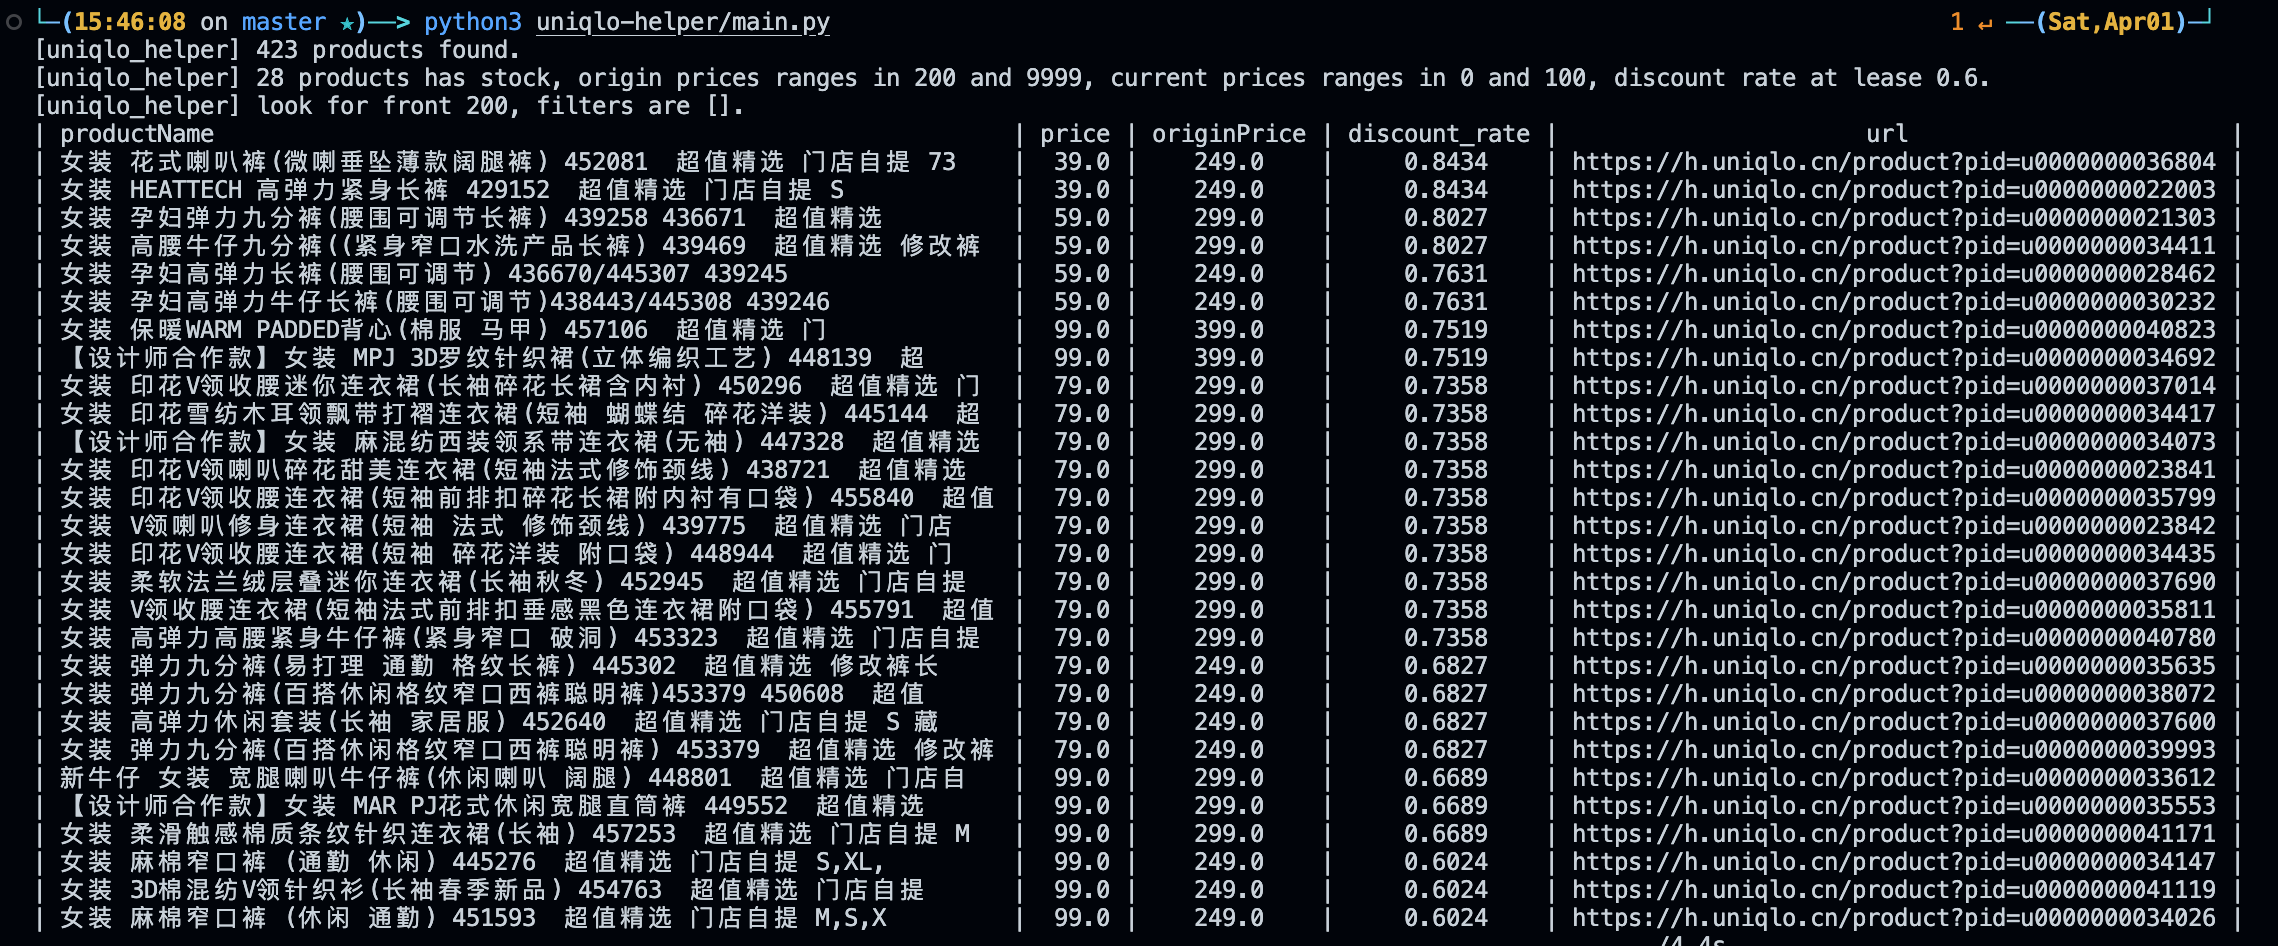 (15:46:08 on master ★)──> python3 uniqlo-helper/main.py 1 ↵ ──(Sat,Apr01)─┘
[uniqlo_helper] 423 products found.
[uniqlo_helper] 28 products has stock, origin prices ranges in 200 and 9999, current prices ranges in 0 and 100, discount rate at lease 0.6.
[uniqlo_helper] look for front 200, filters are [].
| productName | price | originPrice | discount_rate | url |
| 女装 花式喇叭裤(微喇垂坠薄款阔腿裤) 452081 超值精选 门店自提 73 | 39.0 | 249.0 | 0.8434 | https://h.uniqlo.cn/product?pid=u0000000036804 |
| 女装 HEATTECH 高弹力紧身长裤 429152 超值精选 门店自提 S | 39.0 | 249.0 | 0.8434 | https://h.uniqlo.cn/product?pid=u0000000022003 |
| 女装 孕妇弹力九分裤(腰围可调节长裤) 439258 436671 超值精选 | 59.0 | 299.0 | 0.8027 | https://h.uniqlo.cn/product?pid=u0000000021303 |
| 女装 高腰牛仔九分裤((紧身窄口水洗产品长裤) 439469 超值精选 修改裤 | 59.0 | 299.0 | 0.8027 | https://h.uniqlo.cn/product?pid=u0000000034411 |
| 女装 孕妇高弹力长裤(腰围可调节) 436670/445307 439245 | 59.0 | 249.0 | 0.7631 | https://h.uniqlo.cn/product?pid=u0000000028462 |
| 女装 孕妇高弹力牛仔长裤(腰围可调节)438443/445308 439246 | 59.0 | 249.0 | 0.7631 | https://h.uniqlo.cn/product?pid=u0000000030232 |
| 女装 保暖WARM PADDED背心(棉服 马甲) 457106 超值精选 门 | 99.0 | 399.0 | 0.7519 | https://h.uniqlo.cn/product?pid=u0000000040823 |
| 【设计师合作款】女装 MPJ 3D罗纹针织裙(立体编织工艺) 448139 超 | 99.0 | 399.0 | 0.7519 | https://h.uniqlo.cn/product?pid=u0000000034692 |
| 女装 印花V领收腰迷你连衣裙(长袖碎花长裙含内衬) 450296 超值精选 门 | 79.0 | 299.0 | 0.7358 | https://h.uniqlo.cn/product?pid=u0000000037014 |
| 女装 印花雪纺木耳领飘带打褶连衣裙(短袖 蝴蝶结 碎花洋装) 445144 超 | 79.0 | 299.0 | 0.7358 | https://h.uniqlo.cn/product?pid=u0000000034417 |
| 【设计师合作款】女装 麻混纺西装领系带连衣裙(无袖) 447328 超值精选 | 79.0 | 299.0 | 0.7358 | https://h.uniqlo.cn/product?pid=u0000000034073 |
| 女装 印花V领喇叭碎花甜美连衣裙(短袖法式修饰颈线) 438721 超值精选 | 79.0 | 299.0 | 0.7358 | https://h.uniqlo.cn/product?pid=u0000000023841 |
| 女装 印花V领收腰连衣裙(短袖前排扣碎花长裙附内衬有口袋) 455840 超值 | 79.0 | 299.0 | 0.7358 | https://h.uniqlo.cn/product?pid=u0000000035799 |
| 女装 V领喇叭修身连衣裙(短袖 法式 修饰颈线) 439775 超值精选 门店 | 79.0 | 299.0 | 0.7358 | https://h.uniqlo.cn/product?pid=u0000000023842 |
| 女装 印花V领收腰连衣裙(短袖 碎花洋装 附口袋) 448944 超值精选 门 | 79.0 | 299.0 | 0.7358 | https://h.uniqlo.cn/product?pid=u0000000034435 |
| 女装 柔软法兰绒层叠迷你连衣裙(长袖秋冬) 452945 超值精选 门店自提 | 79.0 | 299.0 | 0.7358 | https://h.uniqlo.cn/product?pid=u0000000037690 |
| 女装 V领收腰连衣裙(短袖法式前排扣垂感黑色连衣裙附口袋) 455791 超值 | 79.0 | 299.0 | 0.7358 | https://h.uniqlo.cn/product?pid=u0000000035811 |
| 女装 高弹力高腰紧身牛仔裤(紧身窄口 破洞) 453323 超值精选 门店自提 | 79.0 | 299.0 | 0.7358 | https://h.uniqlo.cn/product?pid=u0000000040780 |
| 女装 弹力九分裤(易打理 通勤 格纹长裤) 445302 超值精选 修改裤长 | 79.0 | 249.0 | 0.6827 | https://h.uniqlo.cn/product?pid=u0000000035635 |
| 女装 弹力九分裤(百搭休闲格纹窄口西裤聪明裤)453379 450608 超值 | 79.0 | 249.0 | 0.6827 | https://h.uniqlo.cn/product?pid=u0000000038072 |
| 女装 高弹力休闲套装(长袖 家居服) 452640 超值精选 门店自提 S 藏 | 79.0 | 249.0 | 0.6827 | https://h.uniqlo.cn/product?pid=u0000000037600 |
| 女装 弹力九分裤(百搭休闲格纹窄口西裤聪明裤) 453379 超值精选 修改裤 | 79.0 | 249.0 | 0.6827 | https://h.uniqlo.cn/product?pid=u0000000039993 |
| 新牛仔 女装 宽腿喇叭牛仔裤(休闲喇叭 阔腿) 448801 超值精选 门店自 | 99.0 | 299.0 | 0.6689 | https://h.uniqlo.cn/product?pid=u0000000033612 |
| 【设计师合作款】女装 MAR PJ花式休闲宽腿直筒裤 449552 超值精选 | 99.0 | 299.0 | 0.6689 | https://h.uniqlo.cn/product?pid=u0000000035553 |
| 女装 柔滑触感棉质条纹针织连衣裙(长袖) 457253 超值精选 门店自提 M | 99.0 | 299.0 | 0.6689 | https://h.uniqlo.cn/product?pid=u0000000041171 |
| 女装 麻棉窄口裤 (通勤 休闲) 445276 超值精选 门店自提 S,XL, | 99.0 | 249.0 | 0.6024 | https://h.uniqlo.cn/product?pid=u0000000034147 |
| 女装 3D棉混纺V领针织衫(长袖春季新品) 454763 超值精选 门店自提 | 99.0 | 249.0 | 0.6024 | https://h.uniqlo.cn/product?pid=u0000000041119 |
| 女装 麻棉窄口裤 (休闲 通勤) 451593 超值精选 门店自提 M,S,X | 99.0 | 249.0 | 0.6024 | https://h.uniqlo.cn/product?pid=u0000000034026 |